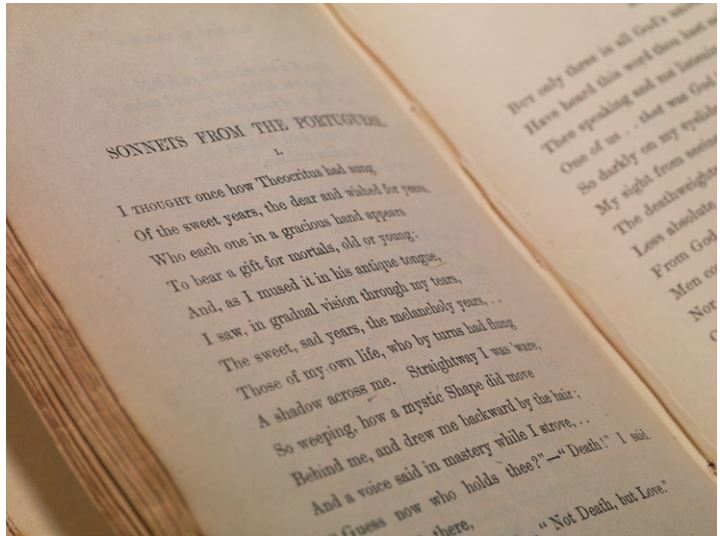 SONNETS FROM THE PORTUGUESE.
I.
I THOUGHT once how Theocritus had sung
Of the sweet years, the dear and wished for years,
Who each one in a gracious hand appears
To bear a gift for mortals, old or young:
And, as I mused it in his antique tongue,
I saw, in gradual vision through my tears,
The sweet, sad years, the melancholy years, . .
Those of my own life, who by turns had flung
A shadow across me. Straightway I was 'ware,
So weeping, how a mystic Shape did move
Behind me, and drew me backward by the hair;
And a voice said in mastery while I strove, . .
"Guess now who holds thee?"—"Death!" I said.
there,
"Not Death, but Love."
But only three in all God's
Have heard this word thou hast
Thee speaking and me listening
One of us . . that was God,
So darkly on my eyelids
My sight from seeing
The deathweights
Less absolute
From God
Men
Nor